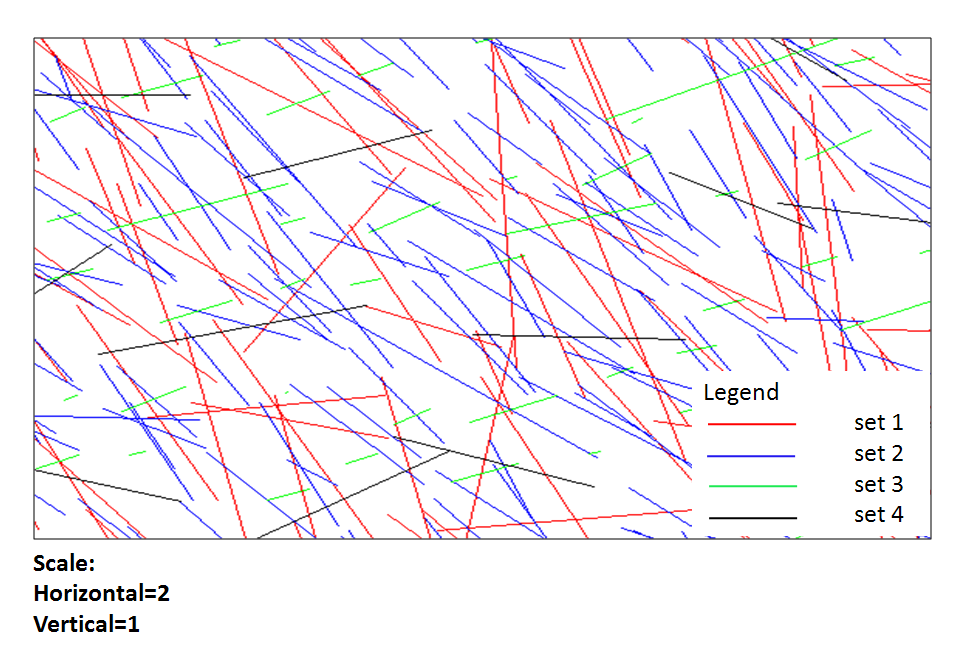 Legend
set 1
set 2
set 3
set 4
Scale:
Horizontal=2
Vertical=1